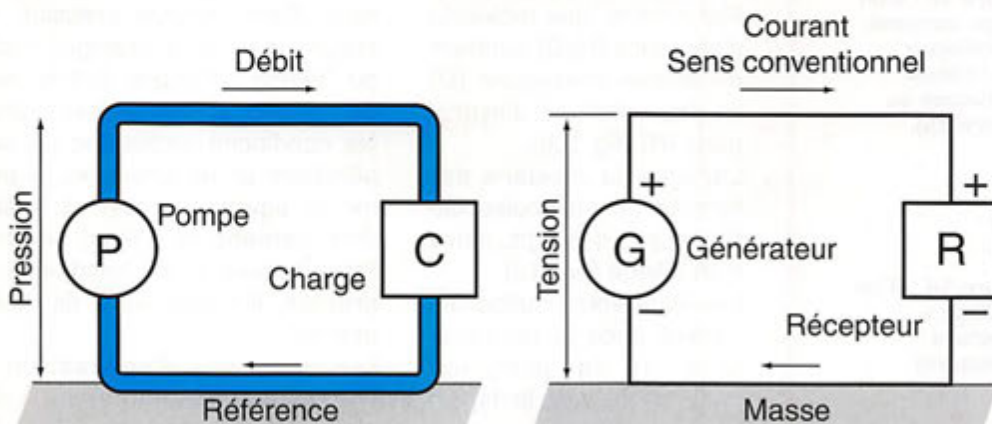 Débit
Pression
P
Pompe
Charge
C
Référence
Courant
Sens conventionnel
Tension
+
G
Générateur
−
+
R
Récepteur
−
Masse